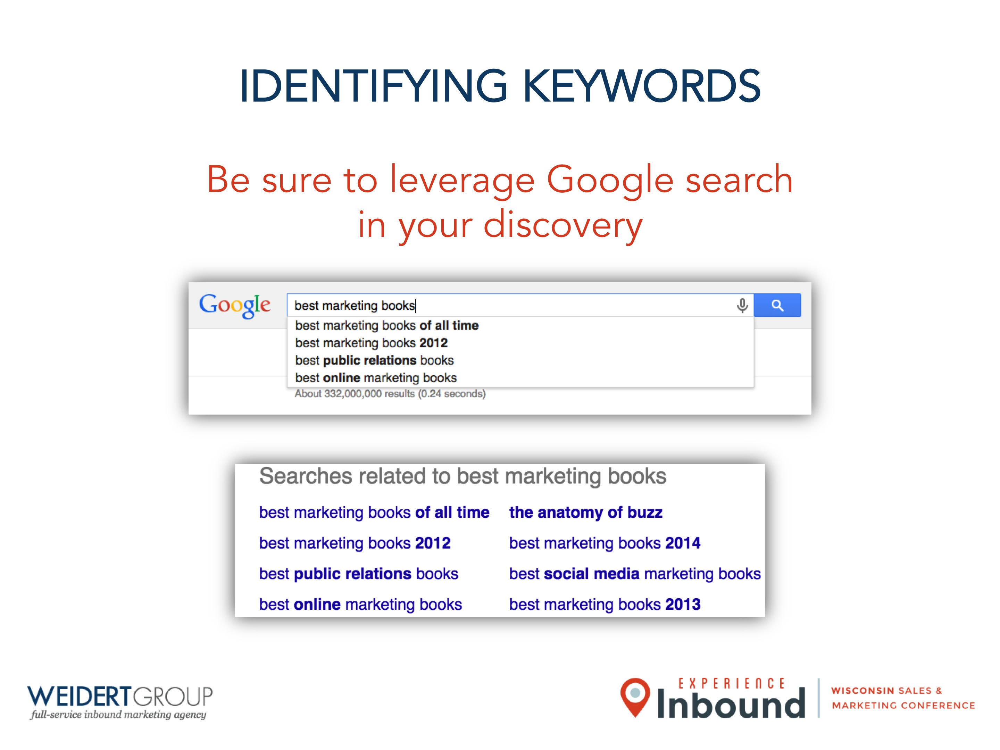 IDENTIFYING KEYWORDS
Be sure to leverage Google search
in your discovery
Google
best marketing books
best marketing books of all time
best marketing books 2012
best public relations books
best online marketing books
About 332,000,000 results (0.24 seconds)
Searches related to best marketing books
best marketing books of all time
the anatomy of buzz
best marketing books 2012
best marketing books 2014
best public relations books
best social media marketing books
best online marketing books
best marketing books 2013
WEIDERTGROUP
full-service inbound marketing agency
EXPERIENCE
Inbound
WISCONSIN SALES &
MARKETING CONFERENCE